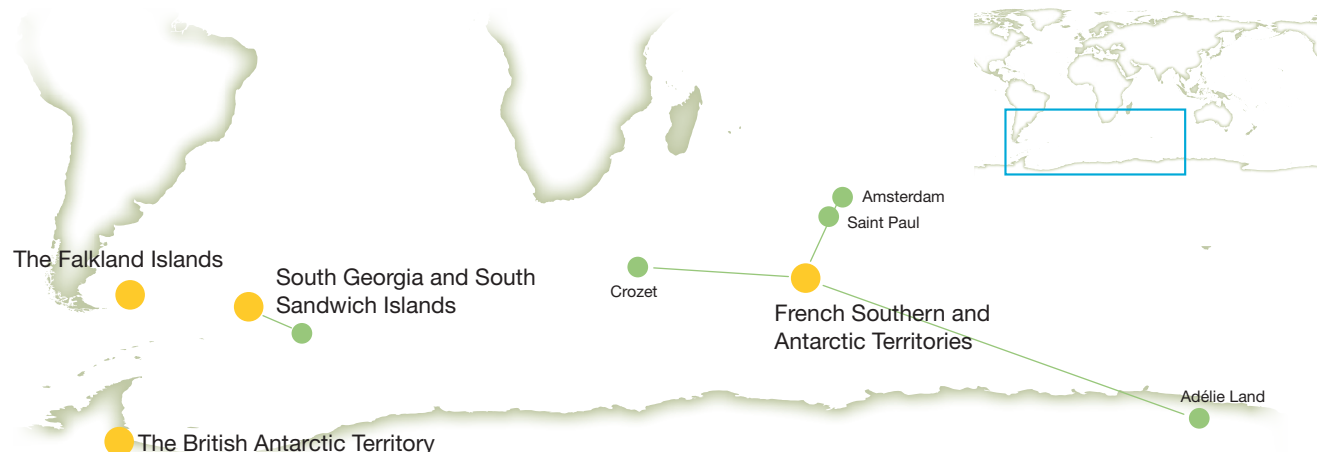 Amsterdam
Saint Paul
The Falkland Islands
South Georgia and South
Sandwich Islands
Crozet
French Southern and
Antarctic Territories
Adélie Land
The British Antarctic Territory